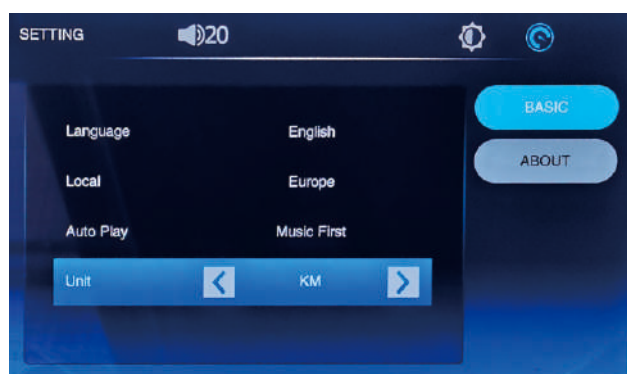 SETTING 20
BASIC
Language English
ABOUT
Local Europe
Auto Play Music First
Unit KM